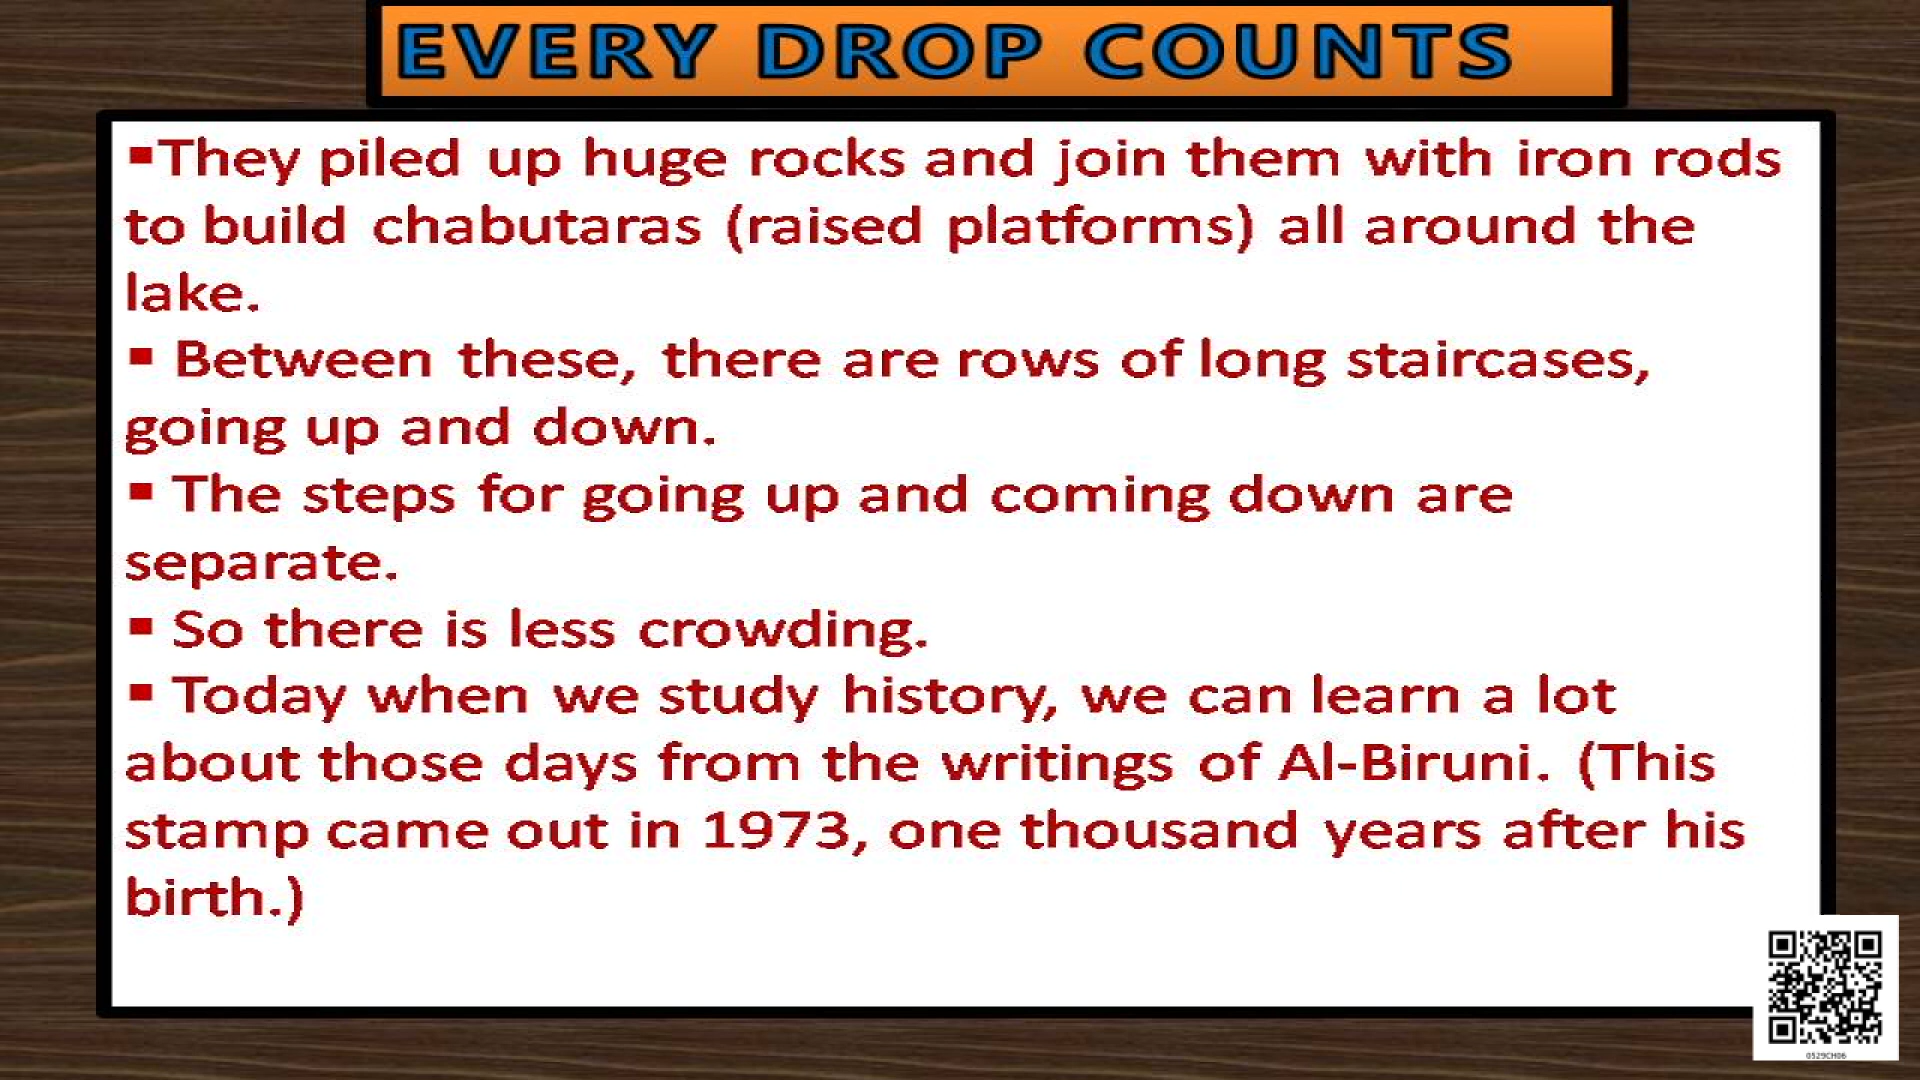 EVERY DROP COUNTS
▪They piled up huge rocks and join them with iron rods
to build chabutaras (raised platforms) all around the
lake.
▪ Between these, there are rows of long staircases,
going up and down.
▪ The steps for going up and coming down are
separate.
▪ So there is less crowding.
▪ Today when we study history, we can learn a lot
about those days from the writings of Al-Biruni. (This
stamp came out in 1973, one thousand years after his
birth.)
0529CH06